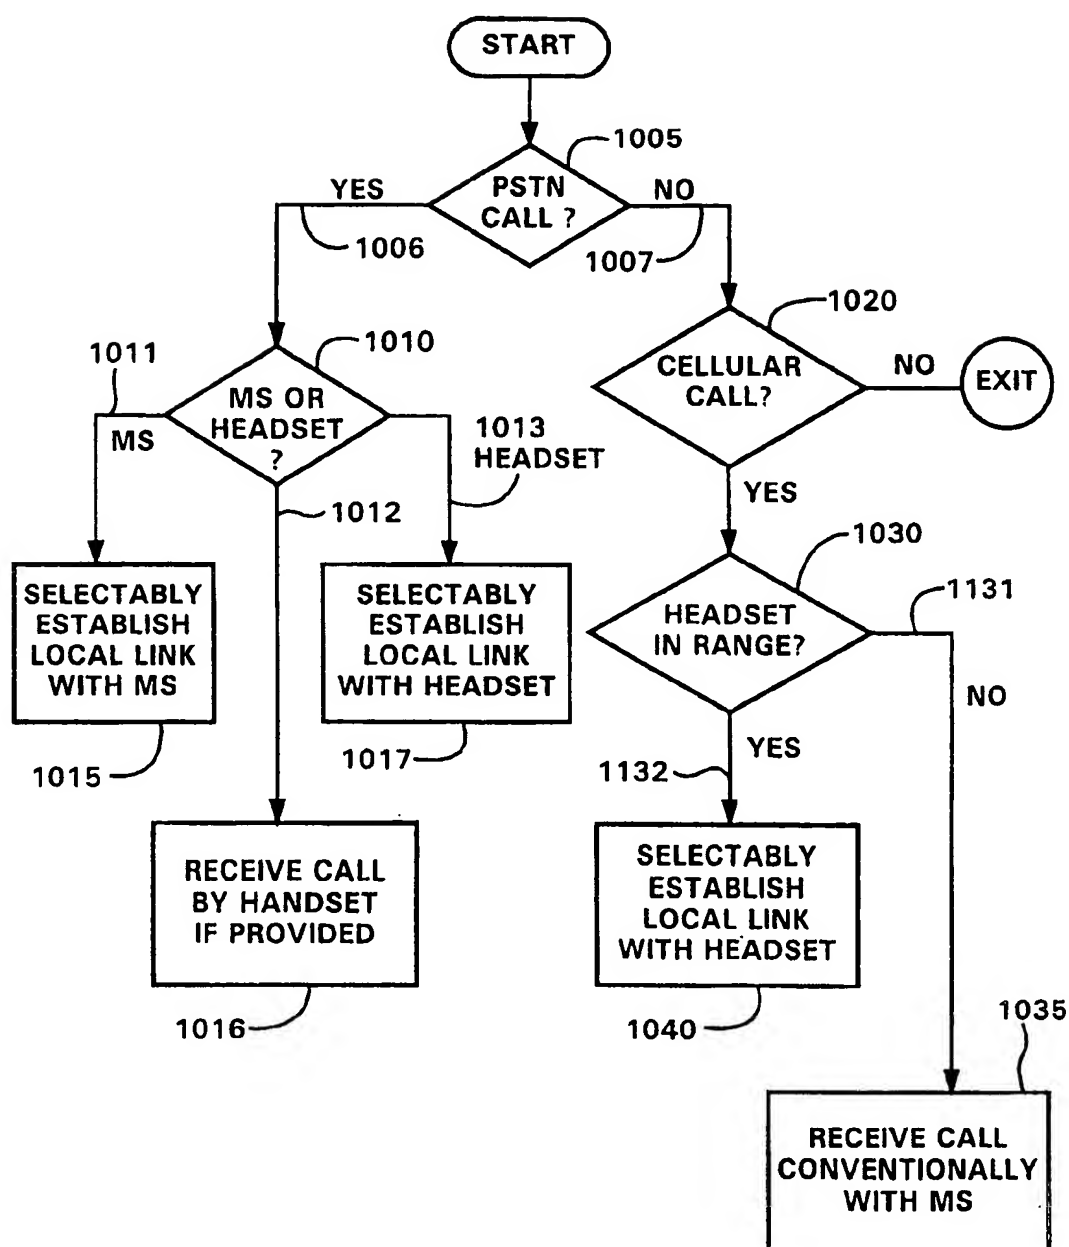 START
1005
PSTN
CALL ?
YES
NO
1006
1007
1020
CELLULAR
CALL?
NO
EXIT
1011
1010
MS OR
HEADSET
?
MS
1013
HEADSET
1012
YES
1030
HEADSET
IN RANGE?
1131
NO
SELECTABLY
ESTABLISH
LOCAL LINK
WITH MS
SELECTABLY
ESTABLISH
LOCAL LINK
WITH HEADSET
1015
1017
YES
1132
RECEIVE CALL
BY HANDSET
IF PROVIDED
SELECTABLY
ESTABLISH
LOCAL LINK
WITH HEADSET
1016
1040
1035
RECEIVE CALL
CONVENTIONALLY
WITH MS